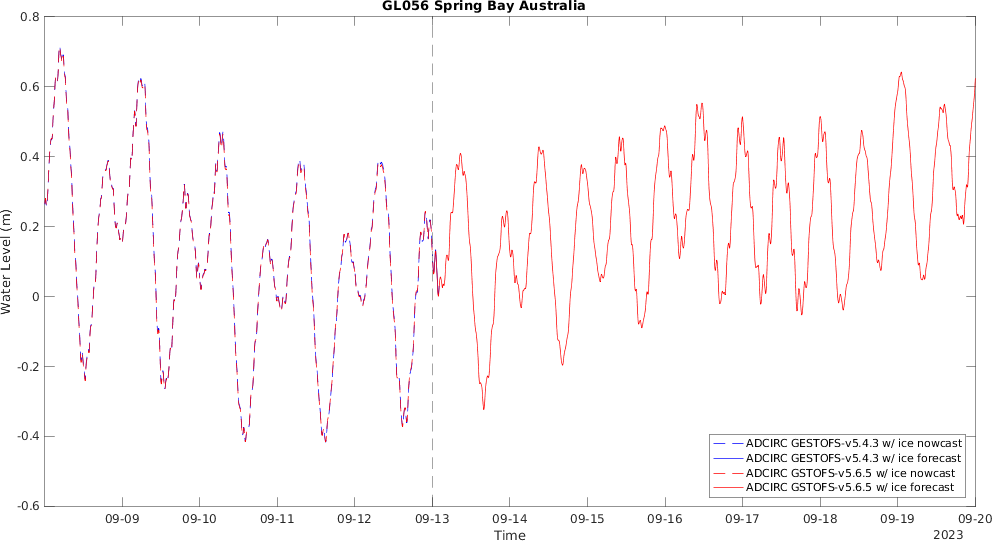 GL056 Spring Bay Australia
0.8
0.6
0.4
0.2
0
-0.2
-0.4
-0.6
Water Level (m)
ADCIRC GESTOFS-v5.4.3 w/ ice nowcast
ADCIRC GESTOFS-v5.4.3 w/ ice forecast
ADCIRC GSTOFS-v5.6.5 w/ ice nowcast
ADCIRC GSTOFS-v5.6.5 w/ ice forecast
09-09 09-10 09-11 09-12 09-13 09-14 09-15 09-16 09-17 09-18 09-19 09-20
Time
2023